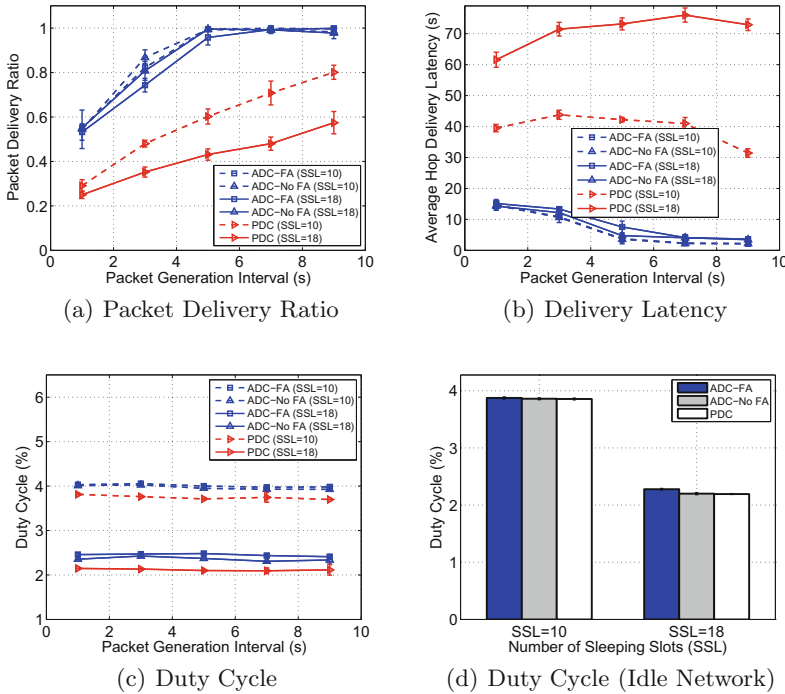 1
0.8
0.6
0.4
0.2
0
0 2 4 6 8 10
Packet Delivery Ratio
Packet Generation Interval (s)
ADC−FA (SSL=10)
ADC−No FA (SSL=10)
ADC−FA (SSL=18)
ADC−No FA (SSL=18)
PDC (SSL=10)
PDC (SSL=18)
(a) Packet Delivery Ratio
80
70
60
50
40
30
20
10
0
0 2 4 6 8 10
Average Hop Delivery Latency (s)
Packet Generation Interval (s)
ADC−FA (SSL=10)
ADC−No FA (SSL=10)
ADC−FA (SSL=18)
ADC−No FA (SSL=18)
PDC (SSL=10)
PDC (SSL=18)
(b) Delivery Latency
6
5
4
3
2
1
0 2 4 6 8 10
Duty Cycle (%)
Packet Generation Interval (s)
ADC−FA (SSL=10)
ADC−No FA (SSL=10)
ADC−FA (SSL=18)
ADC−No FA (SSL=18)
PDC (SSL=10)
PDC (SSL=18)
(c) Duty Cycle
4
3
2
1
0
Duty Cycle (%)
SSL=10 SSL=18
Number of Sleeping Slots (SSL)
ADC−FA
ADC−No FA
PDC
(d) Duty Cycle (Idle Network)